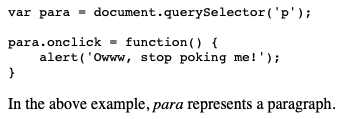 var para = document.querySelector('p');
para.onclick = function() {
    alert('Owww, stop poking me!');
}
In the above example, para represents a paragraph.